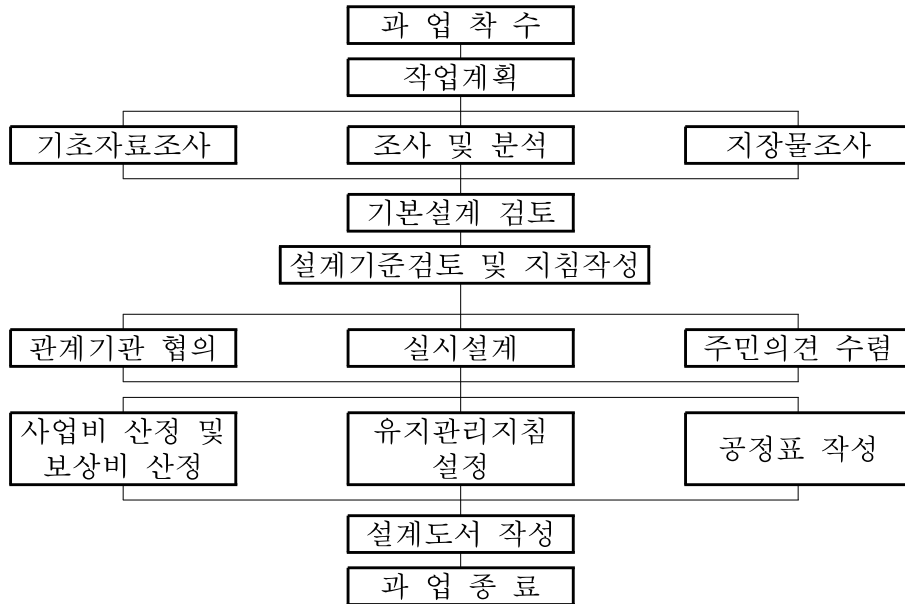 과 업 착 수
작업계획
기초자료조사
조사 및 분석
지장물조사
기본설계 검토
설계기준검토 및 지침작성
관계기관 협의
실시설계
주민의견 수렴
사업비 산정 및
보상비 산정
유지관리지침
설정
공정표 작성
설계도서 작성
과 업 종 료